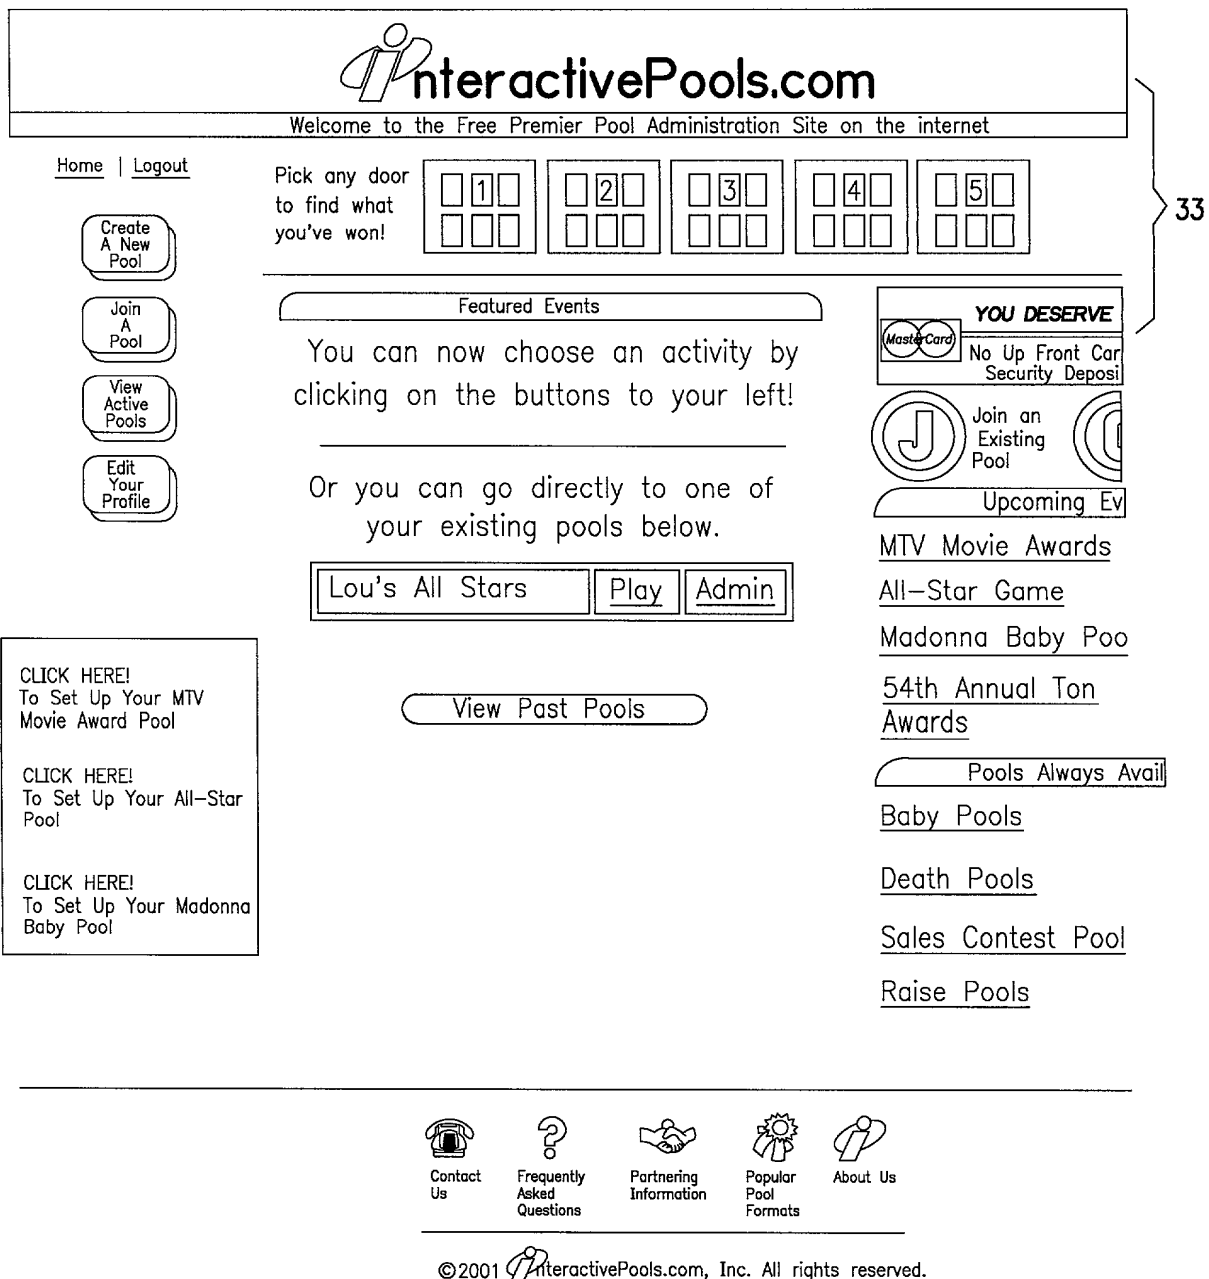 interactivePools.com
Welcome to the Free Premier Pool Administration Site on the internet
33
Home | Logout
Pick any door
to find what
you've won!
1 2 3 4 5
Create
A New
Pool
Join
A
Pool
View
Active
Pools
Edit
Your
Profile
CLICK HERE!
To Set Up Your MTV
Movie Award Pool
CLICK HERE!
To Set Up Your All-Star
Pool
CLICK HERE!
To Set Up Your Madonna
Baby Pool
Featured Events
You can now choose an activity by
clicking on the buttons to your left!
Or you can go directly to one of
your existing pools below.
Lou's All Stars Play Admin
View Past Pools
YOU DESERVE
MasterCard
No Up Front Car
Security Deposi
J
Join an
Existing
Pool
Upcoming Ev
MTV Movie Awards
All-Star Game
Madonna Baby Poo
54th Annual Ton
Awards
Pools Always Avail
Baby Pools
Death Pools
Sales Contest Pool
Raise Pools
Contact
Us
Frequently
Asked
Questions
Partnering
Information
Popular
Pool
Formats
About Us
©2001 interactivePools.com, Inc. All rights reserved.